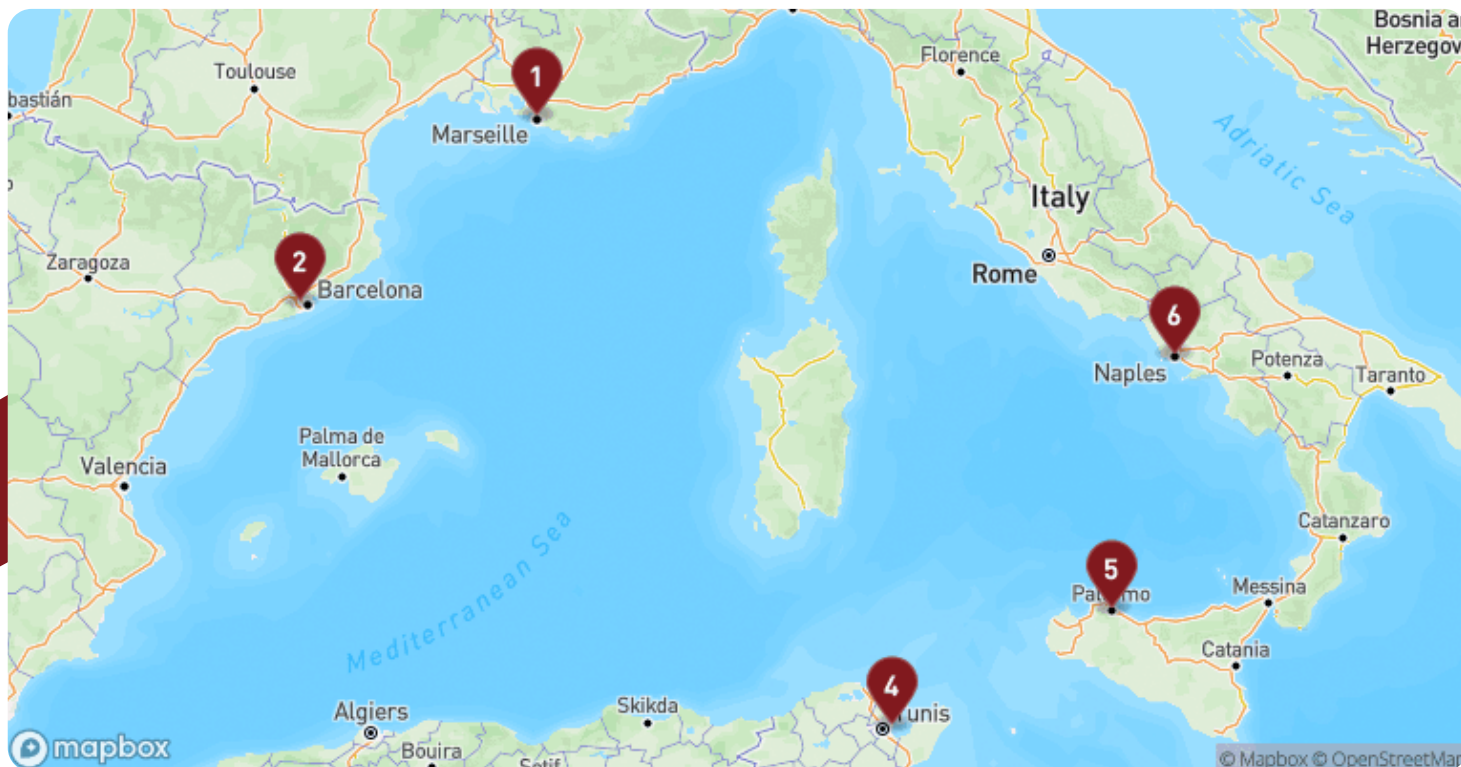 Bosnia a
Herzegov
Florence
Toulouse
1
bastián
Marseille
Adriatic Sea
Italy
2
Zaragoza
Barcelona
Rome
6
Naples
Potenza
Taranto
Palma de
Mallorca
Valencia
Mediterranean Sea
Catanzaro
5
Messina
Catania
4
Tunis
Algiers
Skikda
Bouira
mapbox
© Mapbox © OpenStreetMap